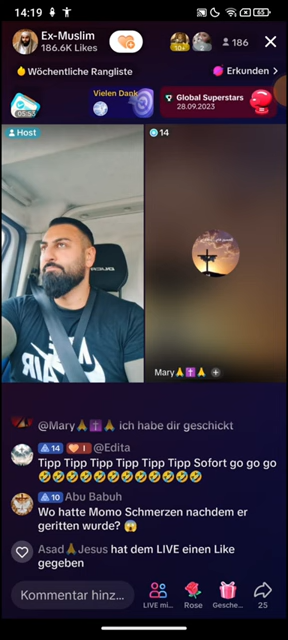 14:19
65
Ex-Muslim
186.6K Likes
186
Wöchentliche Rangliste
Erkunden >
05:53
Vielen Dank
Global Superstars
28.09.2023
Host
14
Mary🙏✝️🙏
@Mary🙏✝️🙏 ich habe dir geschickt
14 I @Edita
Tipp Tipp Tipp Tipp Tipp Tipp Sofort go go go
🤣🤣🤣🤣🤣🤣🤣🤣🤣🤣🤣🤣
10 Abu Babuh
Wo hatte Momo Schmerzen nachdem er
geritten wurde? 😱
Asad🙏Jesus hat dem LIVE einen Like
gegeben
Kommentar hinz...
LIVE mi...
Rose
Gesche...
25